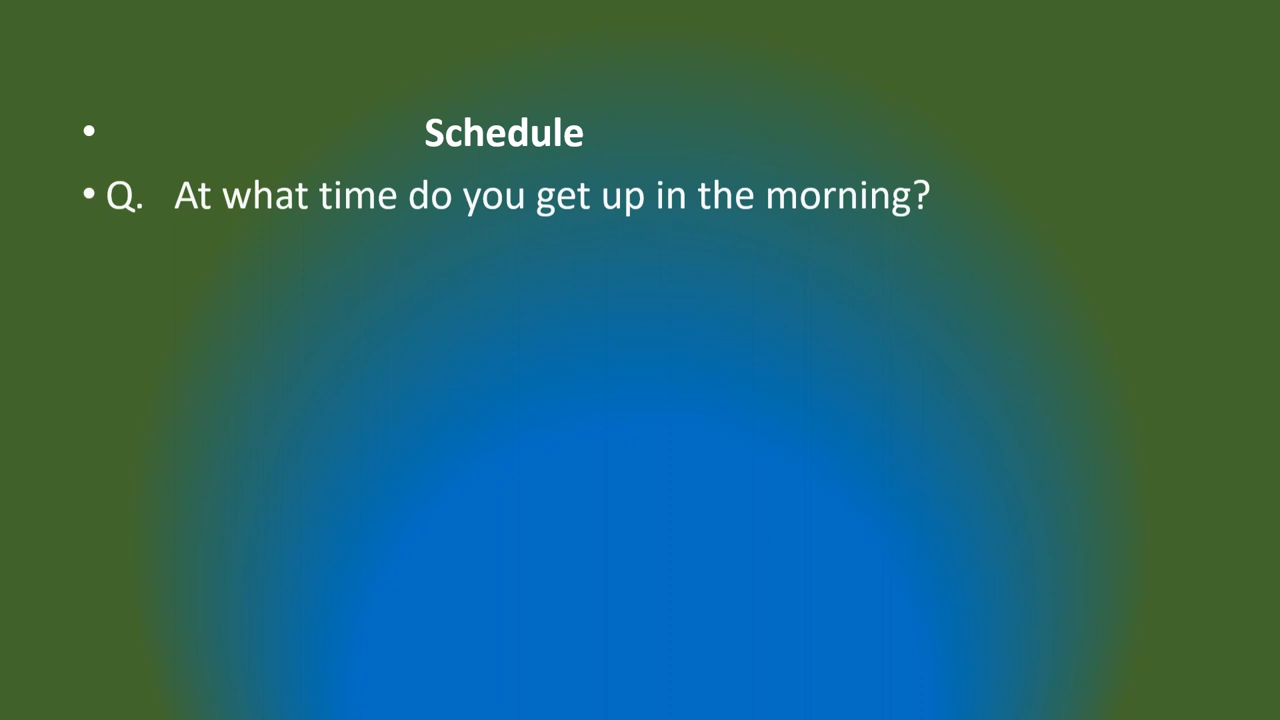 • Schedule
• Q. At what time do you get up in the morning?